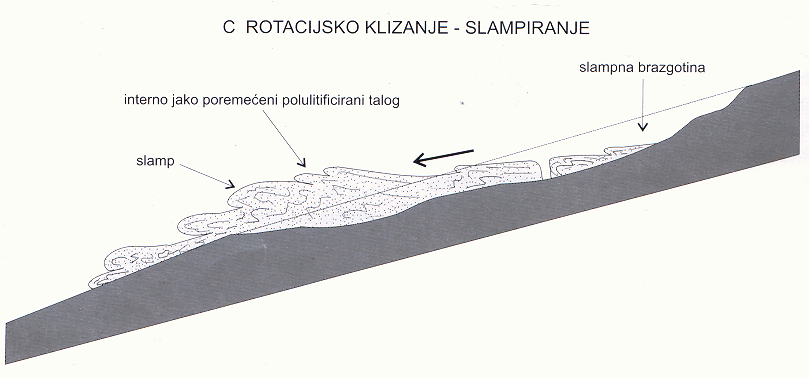 C ROTACIJSKO KLIZANJE - SLAMPIRANJE
slampna brazgotina
interno jako poremećeni polulitificirani talog
slamp